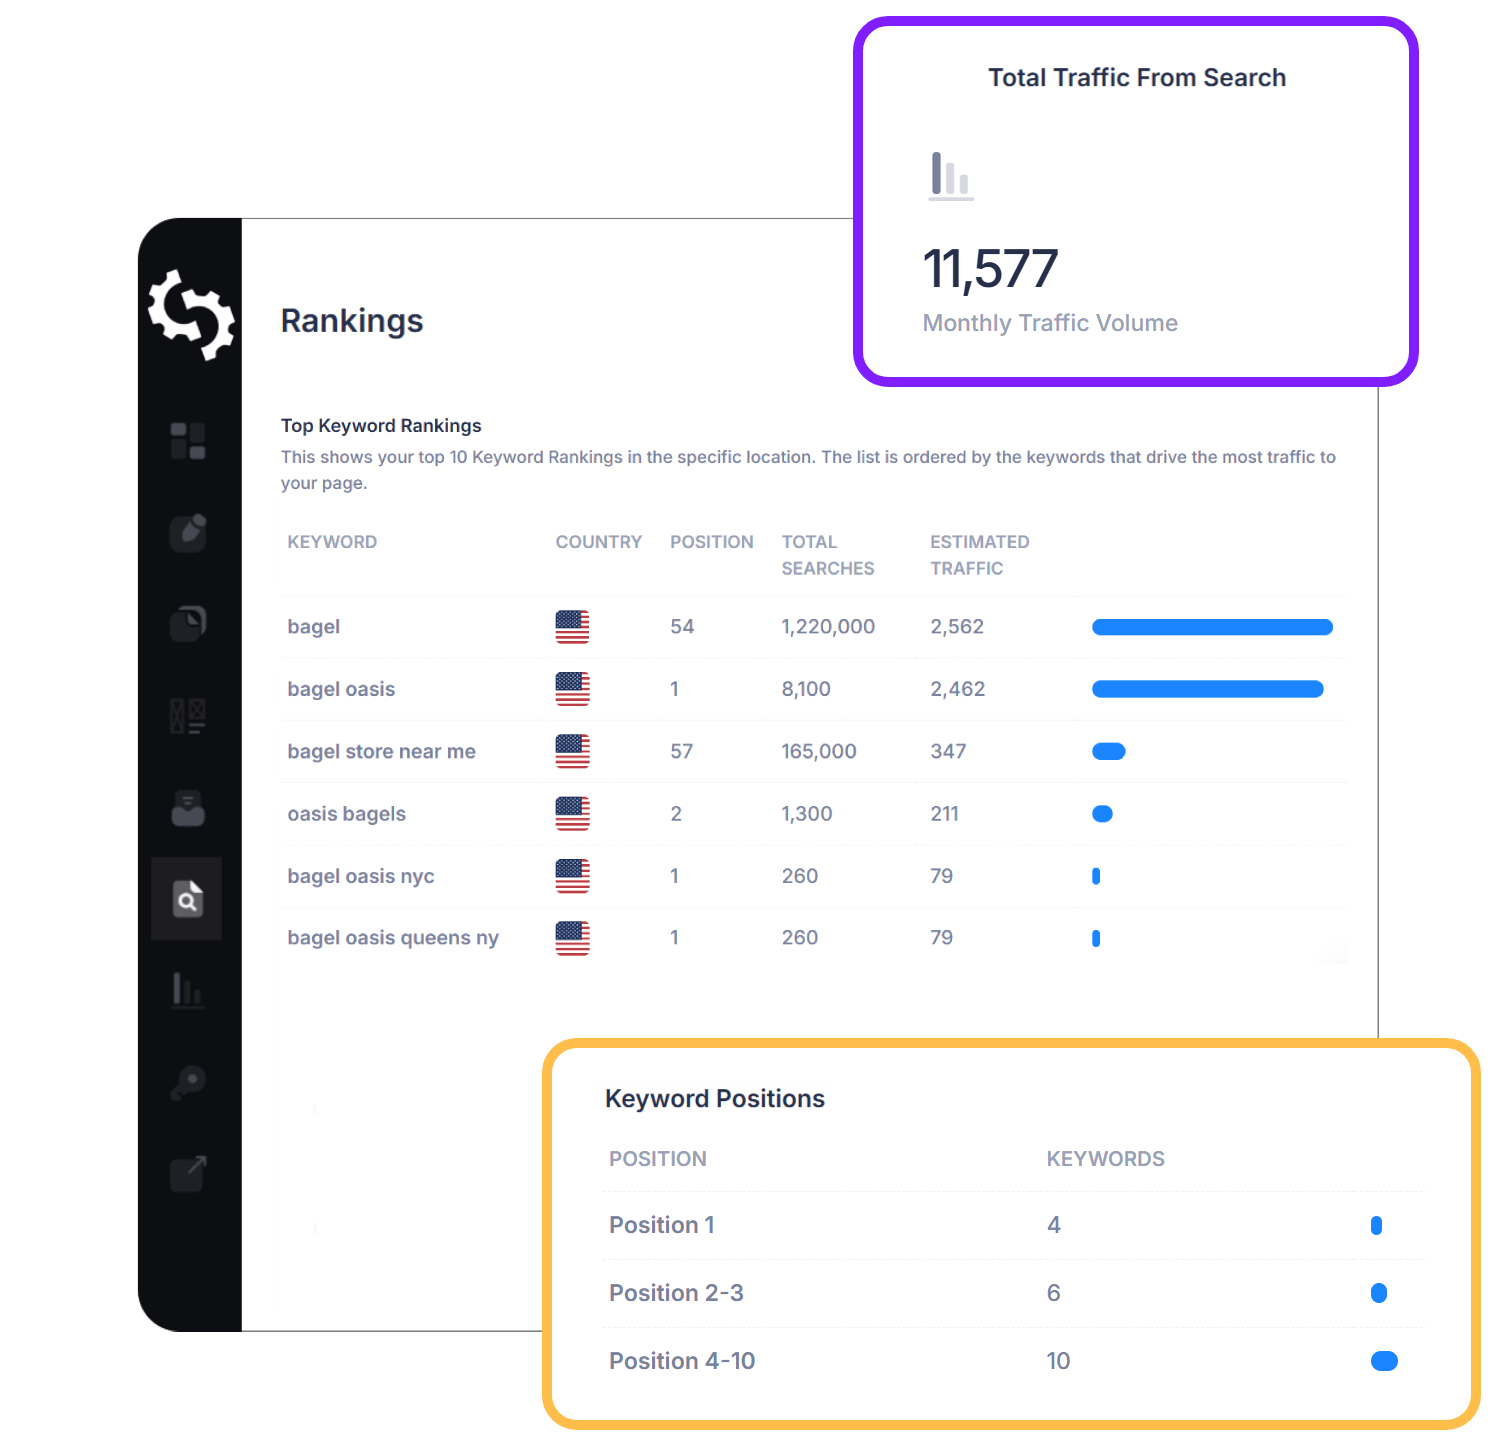 Total Traffic From Search
11,577
Monthly Traffic Volume
Rankings
Top Keyword Rankings
This shows your top 10 Keyword Rankings in the specific location. The list is ordered by the keywords that drive the most traffic to
your page.
KEYWORD COUNTRY POSITION TOTAL SEARCHES ESTIMATED TRAFFIC
bagel 54 1,220,000 2,562
bagel oasis 1 8,100 2,462
bagel store near me 57 165,000 347
oasis bagels 2 1,300 211
bagel oasis nyc 1 260 79
bagel oasis queens ny 1 260 79
Keyword Positions
POSITION KEYWORDS
Position 1 4
Position 2-3 6
Position 4-10 10